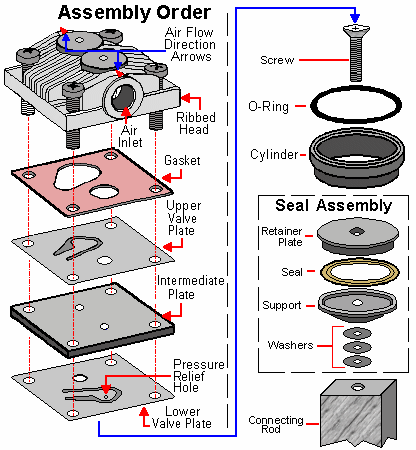 Assembly Order
Air Flow
Direction
Arrows
Ribbed
Head
Air
Inlet
Gasket
Upper
Valve
Plate
Intermediate
Plate
Pressure
Relief
Hole
Lower
Valve Plate
Screw
O-Ring
Cylinder
Seal Assembly
Retainer
Plate
Seal
Support
Washers
Connecting
Rod